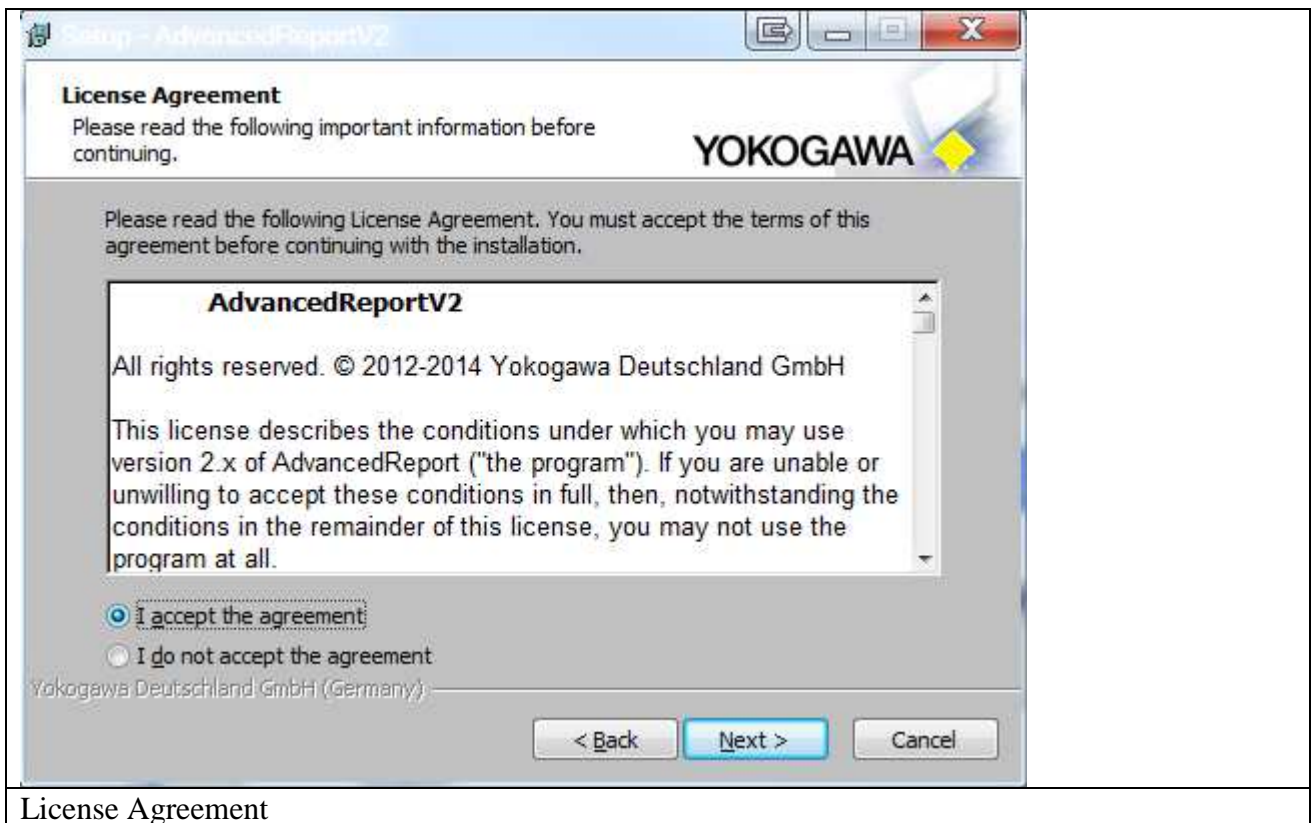 Setup - AdvancedReportV2
License Agreement
Please read the following important information before
continuing.
YOKOGAWA
Please read the following License Agreement. You must accept the terms of this
agreement before continuing with the installation.
AdvancedReportV2
All rights reserved. © 2012-2014 Yokogawa Deutschland GmbH
This license describes the conditions under which you may use
version 2.x of AdvancedReport ("the program"). If you are unable or
unwilling to accept these conditions in full, then, notwithstanding the
conditions in the remainder of this license, you may not use the
program at all.
I accept the agreement
I do not accept the agreement
Yokogawa Deutschland GmbH (Germany)
< Back Next > Cancel
License Agreement